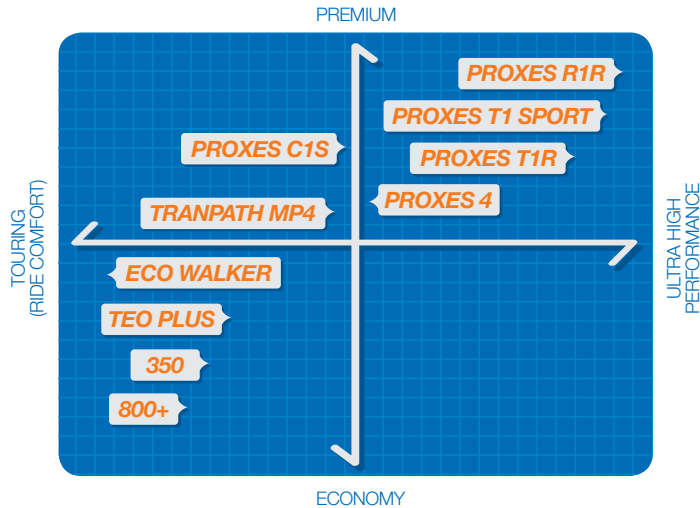 PREMIUM
PROXES R1R
PROXES T1 SPORT
PROXES C1S
PROXES T1R
PROXES 4
TRANPATH MP4
TOURING
(RIDE COMFORT)
ULTRA HIGH
PERFORMANCE
ECO WALKER
TEO PLUS
350
800+
ECONOMY